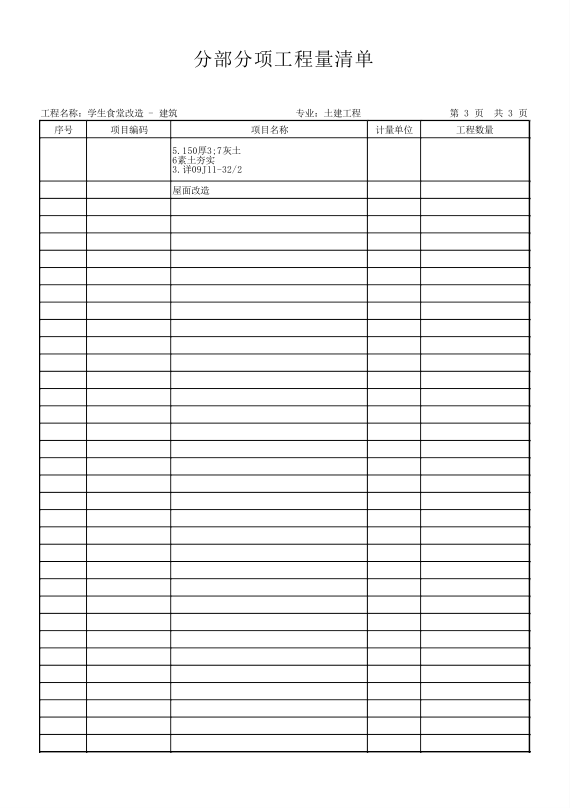 分部分项工程量清单
工程名称：学生食堂改造 - 建筑 专业：土建工程 第 3 页 共 3 页
序号 项目编码 项目名称 计量单位 工程数量
5.150厚3;7灰土
6素土夯实
3.详09J11-32/2
屋面改造